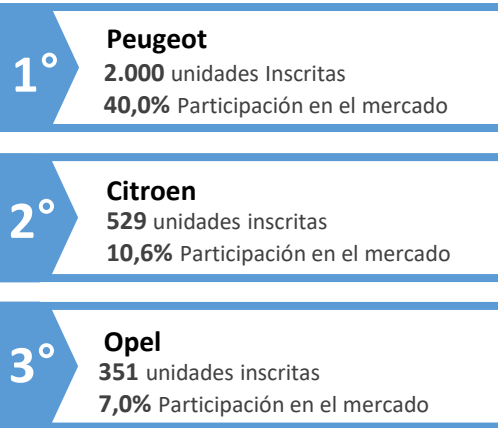 1°
Peugeot
2.000 unidades Inscritas
40,0% Participación en el mercado
2°
Citroen
529 unidades inscritas
10,6% Participación en el mercado
3°
Opel
351 unidades inscritas
7,0% Participación en el mercado